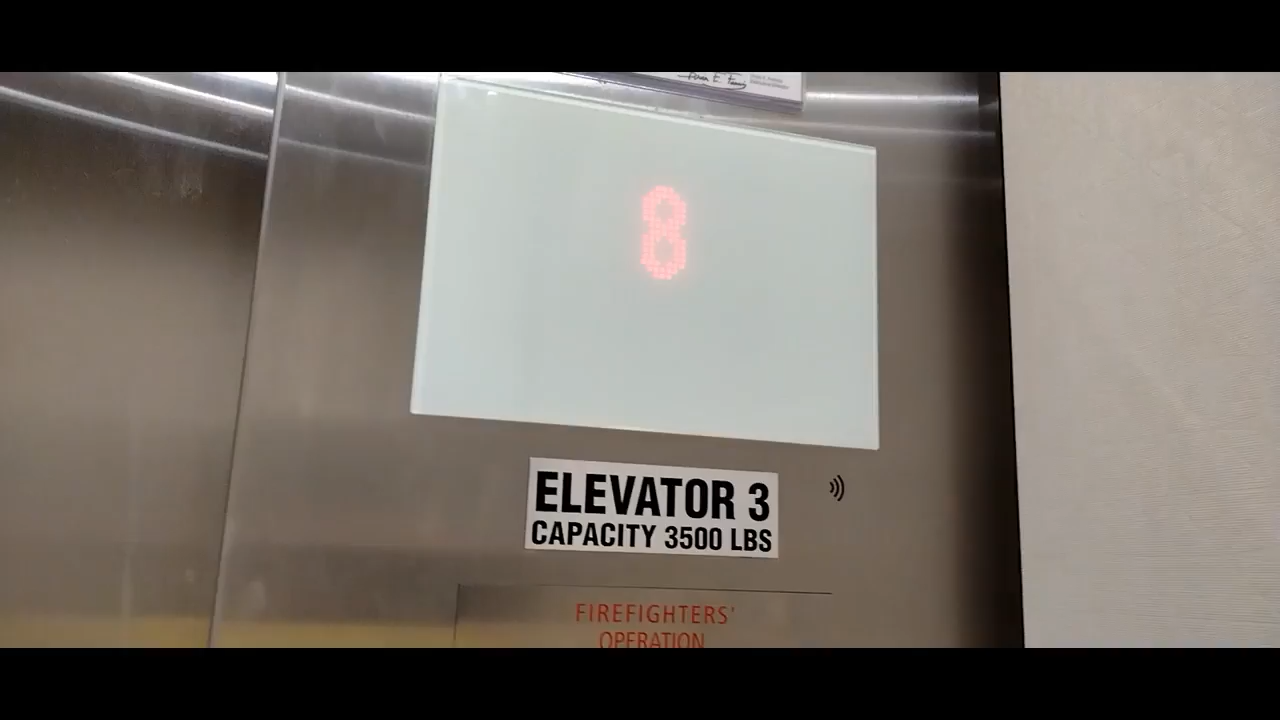 8
ELEVATOR 3
CAPACITY 3500 LBS
FIREFIGHTERS'
OPERATION